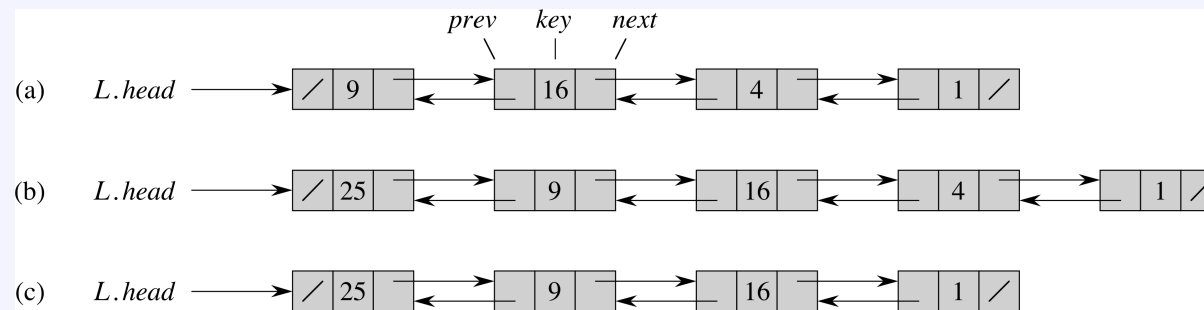 prev key next
(a) L.head / 9 16 4 1 /
(b) L.head / 25 9 16 4 1 /
(c) L.head / 25 9 16 1 /